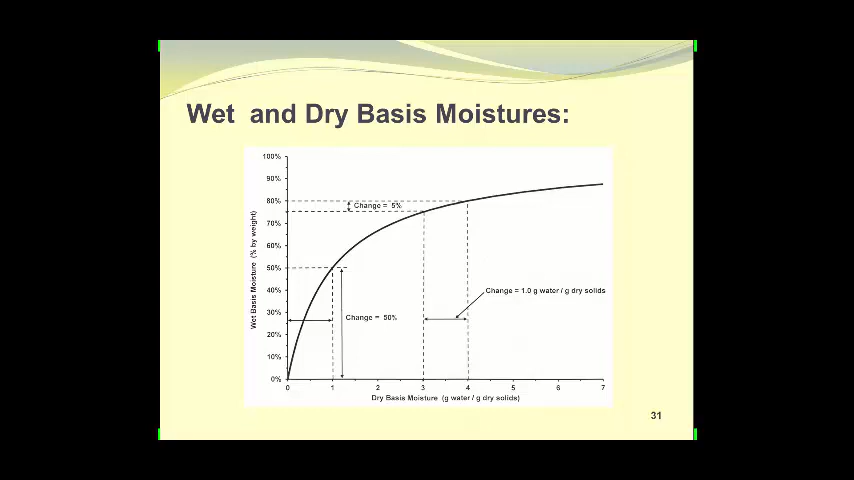 Wet and Dry Basis Moistures:
100%
90%
80%
70%
60%
50%
40%
30%
20%
10%
0%
Wet Basis Moisture (% by weight)
Change = 5%
Change = 1.0 g water / g dry solids
Change = 50%
0 1 2 3 4 5 6 7
Dry Basis Moisture (g water / g dry solids)
31